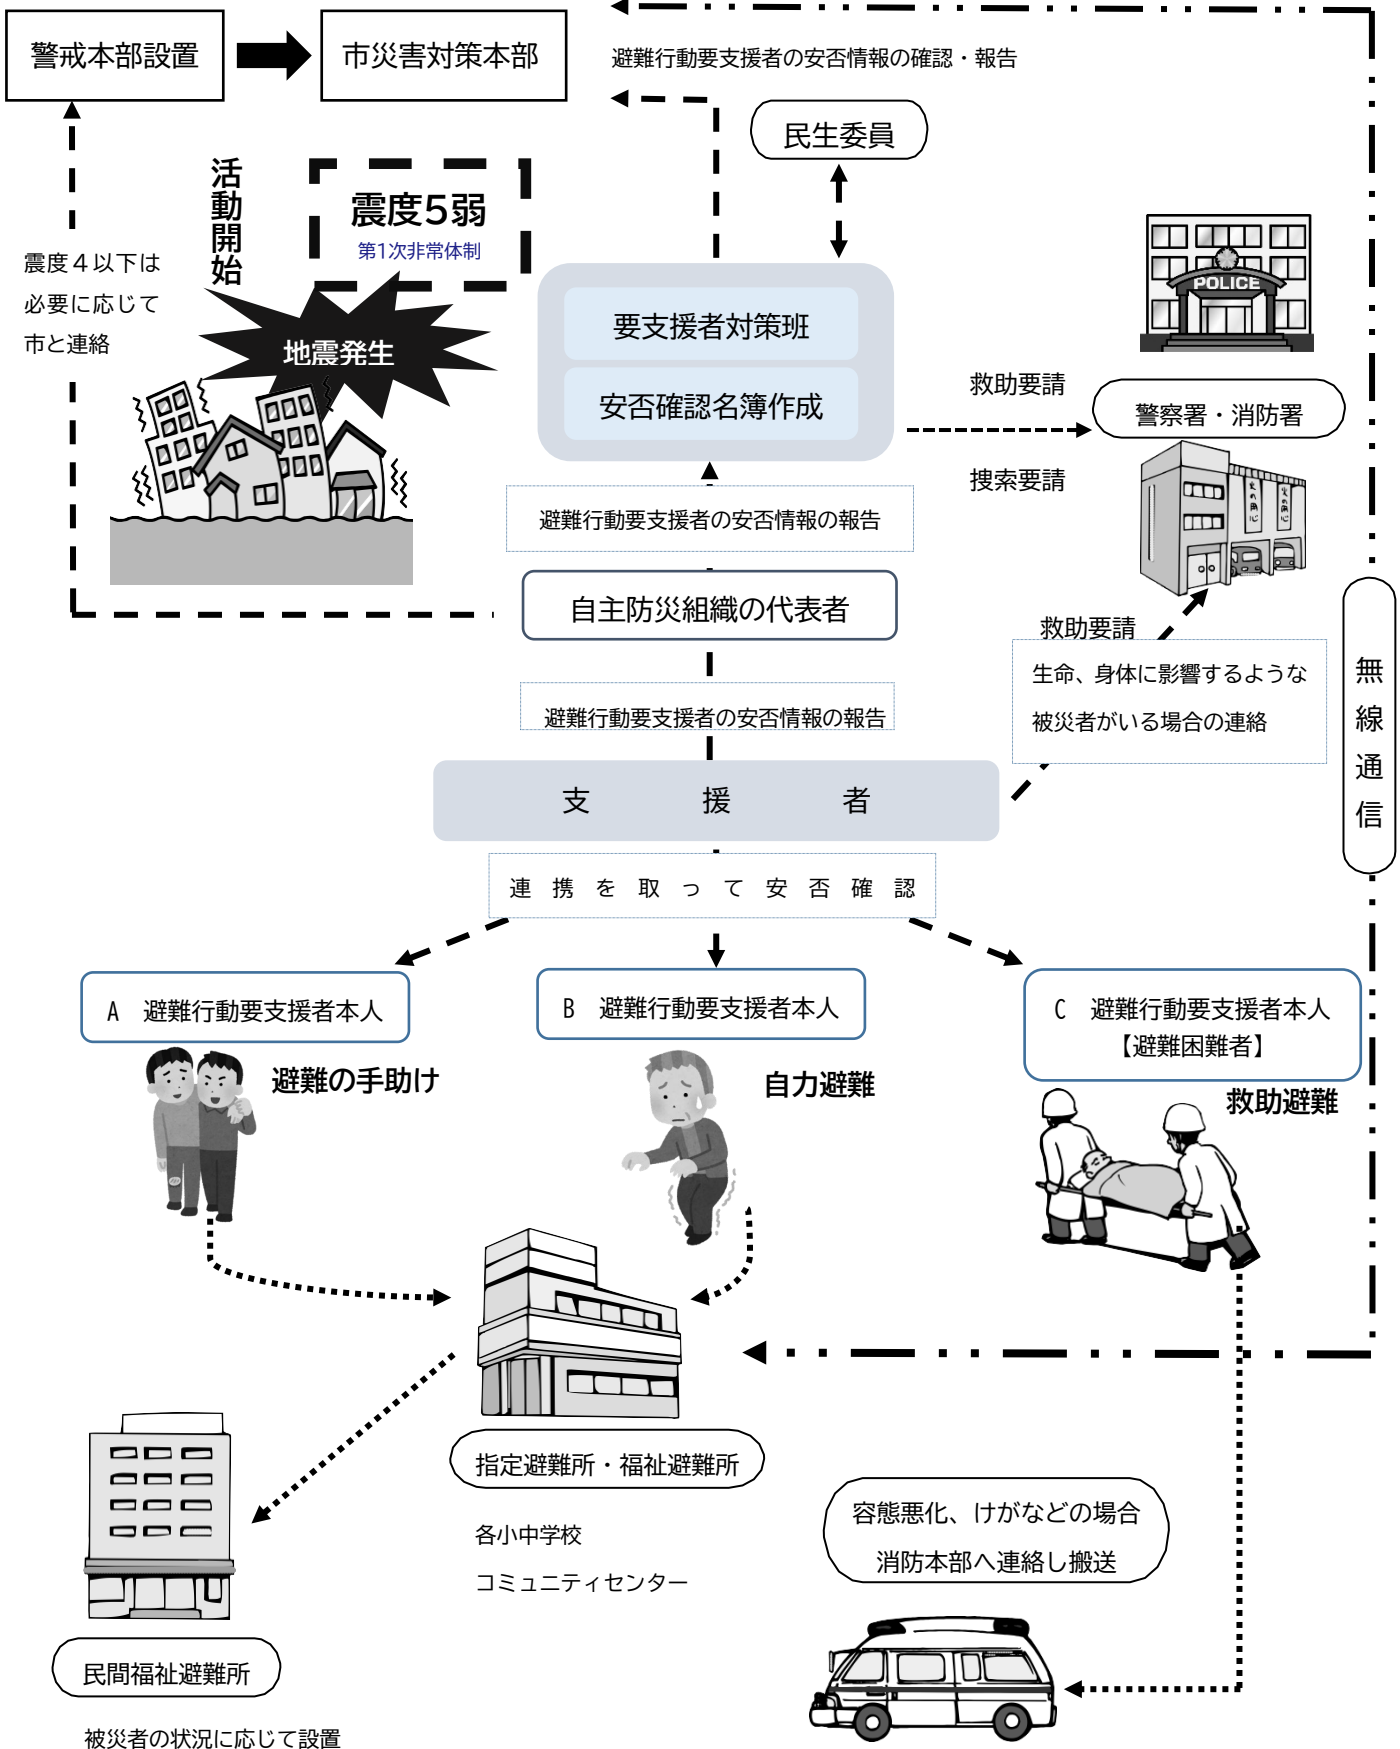 警戒本部設置
市災害対策本部
避難行動要支援者の安否情報の確認・報告
民生委員
活動開始
震度5弱
第1次非常体制
震度４以下は
必要に応じて
市と連絡
地震発生
要支援者対策班
安否確認名簿作成
POLICE
救助要請
警察署・消防署
捜索要請
火の用心
火の用心
避難行動要支援者の安否情報の報告
自主防災組織の代表者
救助要請
生命、身体に影響するような
被災者がいる場合の連絡
無線通信
避難行動要支援者の安否情報の報告
支援者
連携を取って安否確認
A　避難行動要支援者本人
B　避難行動要支援者本人
C　避難行動要支援者本人
【避難困難者】
避難の手助け
自力避難
救助避難
指定避難所・福祉避難所
各小中学校
コミュニティセンター
容態悪化、けがなどの場合
消防本部へ連絡し搬送
民間福祉避難所
被災者の状況に応じて設置